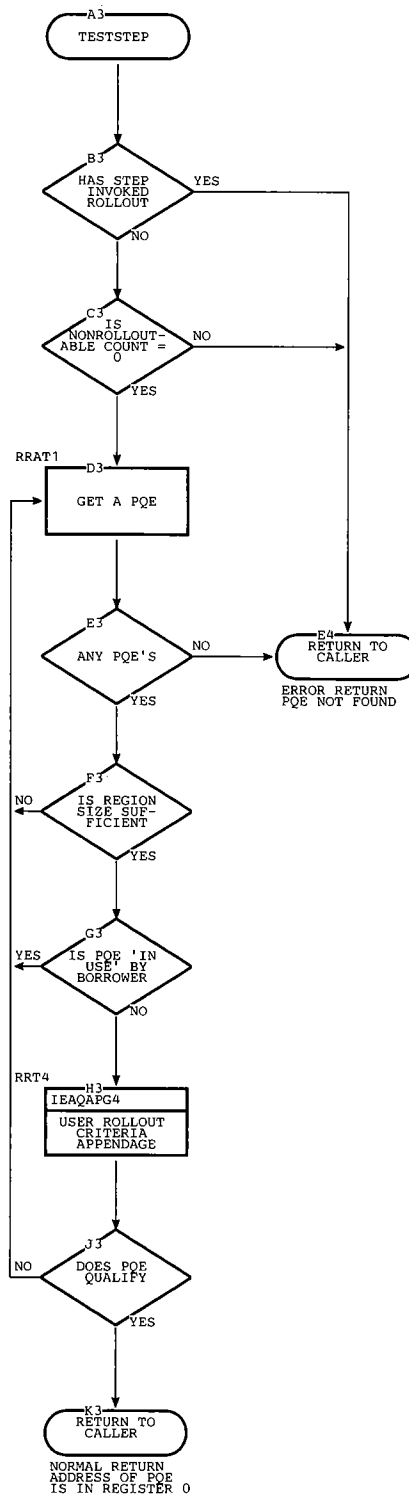 A3
TESTSTEP
B3
HAS STEP
INVOKED
ROLLOUT
YES
NO
C3
IS
NONROLLOUT-
ABLE COUNT =
0
NO
YES
RRAT1
D3
GET A PQE
E3
ANY PQE'S
NO
YES
E4
RETURN TO
CALLER
ERROR RETURN
PQE NOT FOUND
F3
IS REGION
SIZE SUF-
FICIENT
NO
YES
G3
IS PQE 'IN
USE' BY
BORROWER
YES
NO
RRT4
H3
IEAQAPG4
USER ROLLOUT
CRITERIA
APPENDAGE
J3
DOES PQE
QUALIFY
NO
YES
K3
RETURN TO
CALLER
NORMAL RETURN
ADDRESS OF PQE
IS IN REGISTER 0